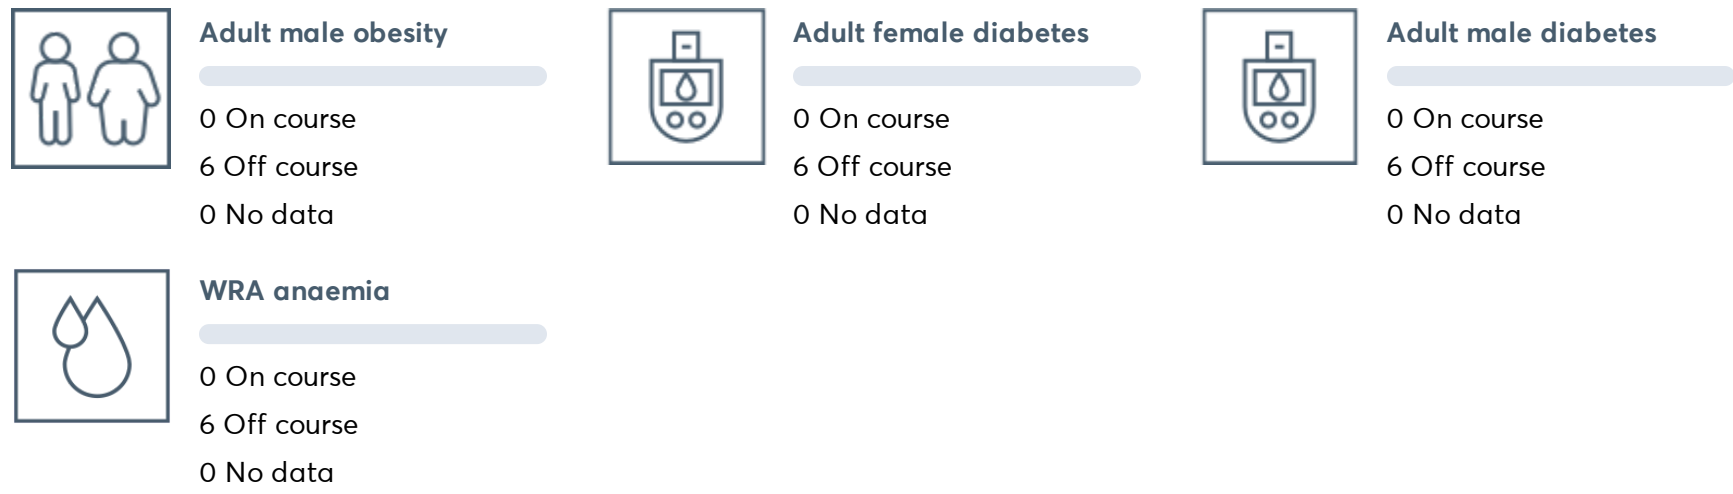 Adult male obesity
0 On course
6 Off course
0 No data
Adult female diabetes
0 On course
6 Off course
0 No data
Adult male diabetes
0 On course
6 Off course
0 No data
WRA anaemia
0 On course
6 Off course
0 No data